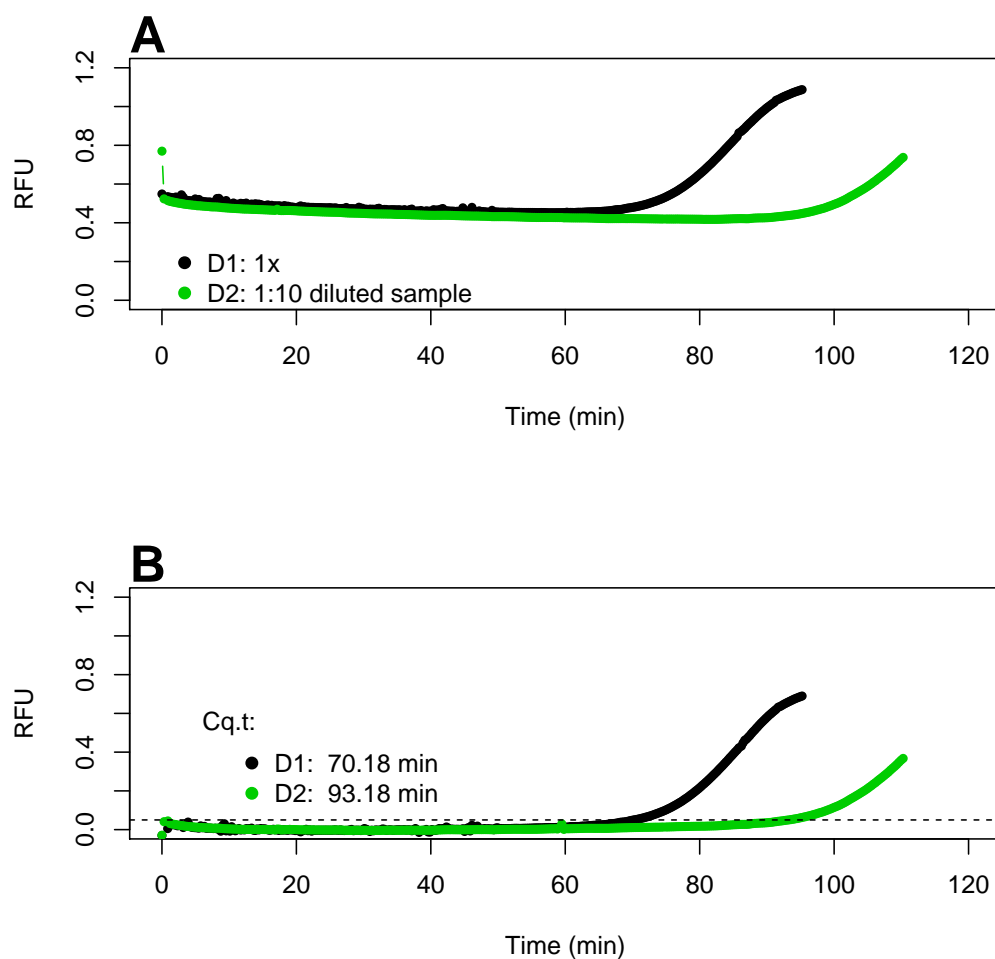 A
1.2
0.8
0.4
0.0
RFU
D1: 1x
D2: 1:10 diluted sample
0 20 40 60 80 100 120
Time (min)
B
1.2
0.8
0.4
0.0
RFU
Cq.t:
D1: 70.18 min
D2: 93.18 min
0 20 40 60 80 100 120
Time (min)